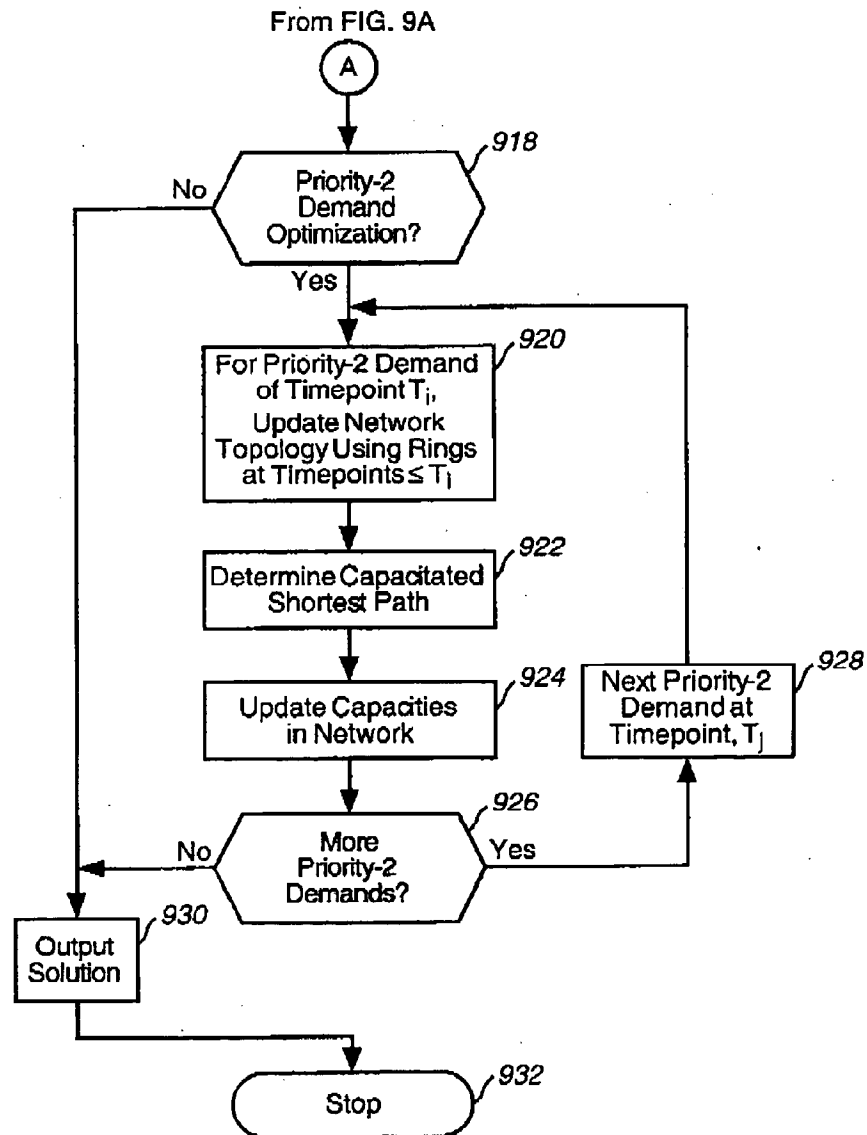 From FIG. 9A
A
918
No
Priority-2
Demand
Optimization?
Yes
920
For Priority-2 Demand
of Timepoint Ti,
Update Network
Topology Using Rings
at Timepoints ≤ Ti
922
Determine Capacitated
Shortest Path
924
Update Capacities
in Network
928
Next Priority-2
Demand at
Timepoint, Tj
926
No
More
Priority-2
Demands?
Yes
930
Output
Solution
932
Stop